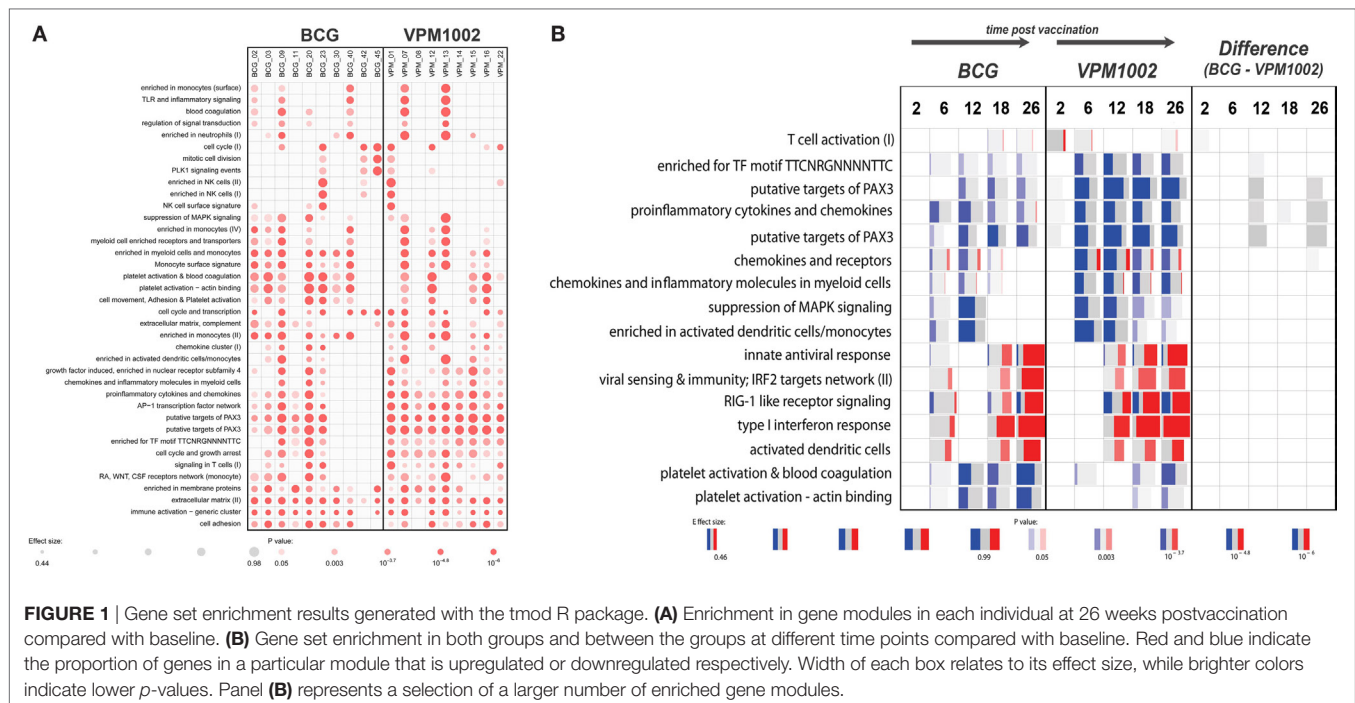 A
BCG VPM1002
BCG_02 BCG_03 BCG_09 BCG_11 BCG_20 BCG_23 BCG_30 BCG_40 BCG_42 BCG_45 VPM_01 VPM_07 VPM_08 VPM_12 VPM_13 VPM_14 VPM_15 VPM_16 VPM_22
enriched in monocytes (surface)
TLR and inflammatory signaling
blood coagulation
regulation of signal transduction
enriched in neutrophils (I)
cell cycle (I)
mitotic cell division
PLK1 signaling events
enriched in NK cells (II)
enriched in NK cells (I)
NK cell surface signature
suppression of MAPK signaling
enriched in monocytes (IV)
myeloid cell enriched receptors and transporters
enriched in myeloid cells and monocytes
Monocyte surface signature
platelet activation & blood coagulation
platelet activation − actin binding
cell movement, Adhesion & Platelet activation
cell cycle and transcription
extracellular matrix, complement
enriched in monocytes (II)
chemokine cluster (I)
enriched in activated dendritic cells/monocytes
growth factor induced, enriched in nuclear receptor subfamily 4
chemokines and inflammatory molecules in myeloid cells
proinflammatory cytokines and chemokines
AP−1 transcription factor network
putative targets of PAX3
putative targets of PAX3
enriched for TF motif TTCNRGNNNNTTC
cell cycle and growth arrest
signaling in T cells (I)
RA, WNT, CSF receptors network (monocyte)
enriched in membrane proteins
extracellular matrix (II)
immune activation − generic cluster
cell adhesion
Effect size: P value:
0.44 0.98 0.05 0.003 10^-3.7 10^-4.8 10^-6
B
time post vaccination
BCG VPM1002 Difference
(BCG - VPM1002)
2 6 12 18 26 2 6 12 18 26 2 6 12 18 26
T cell activation (I)
enriched for TF motif TTCNRGNNNNTTC
putative targets of PAX3
proinflammatory cytokines and chemokines
putative targets of PAX3
chemokines and receptors
chemokines and inflammatory molecules in myeloid cells
suppression of MAPK signaling
enriched in activated dendritic cells/monocytes
innate antiviral response
viral sensing & immunity; IRF2 targets network (II)
RIG-1 like receptor signaling
type I interferon response
activated dendritic cells
platelet activation & blood coagulation
platelet activation - actin binding
Effect size: P value:
0.46 0.99 0.05 0.003 10^-3.7 10^-4.8 10^-6
FIGURE 1 | Gene set enrichment results generated with the tmod R package. (A) Enrichment in gene modules in each individual at 26 weeks postvaccination
compared with baseline. (B) Gene set enrichment in both groups and between the groups at different time points compared with baseline. Red and blue indicate
the proportion of genes in a particular module that is upregulated or downregulated respectively. Width of each box relates to its effect size, while brighter colors
indicate lower p-values. Panel (B) represents a selection of a larger number of enriched gene modules.